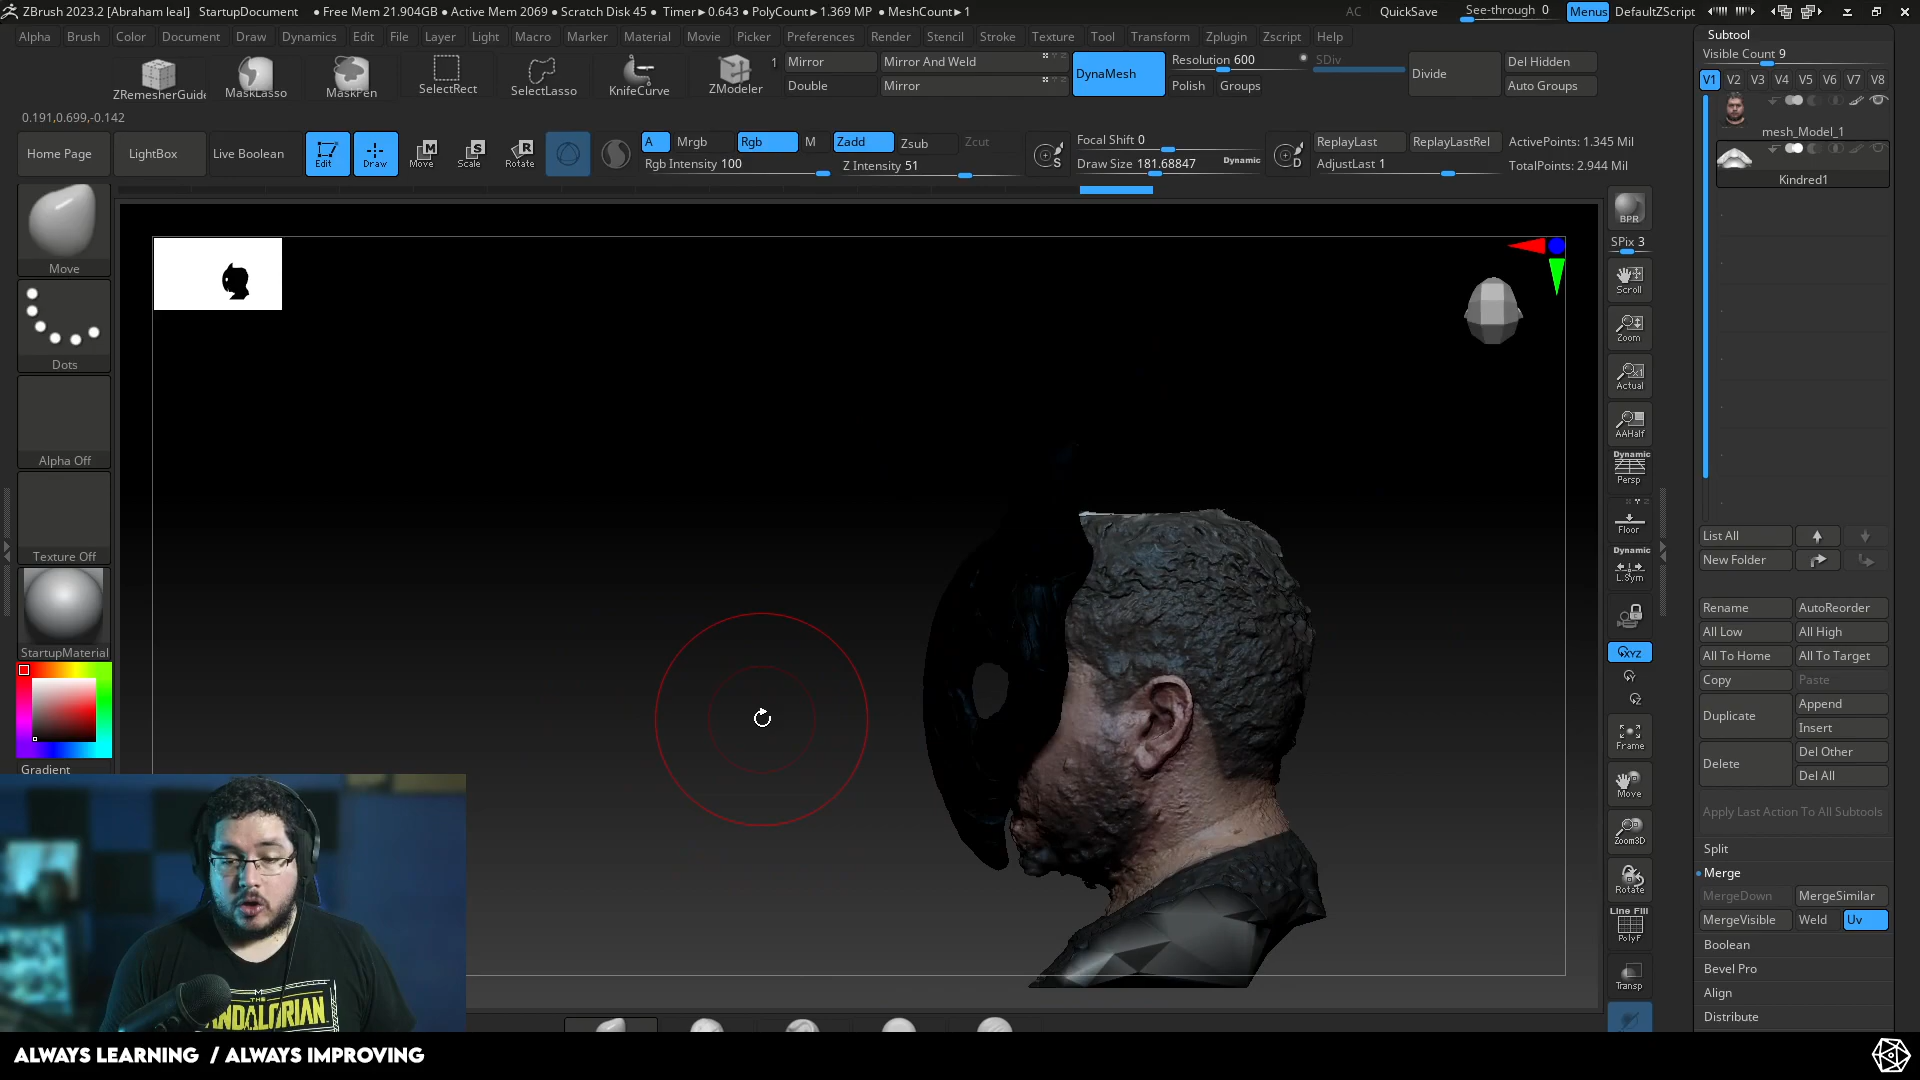 ZBrush 2023.2 [Abraham leal] StartupDocument • Free Mem 21.904GB • Active Mem 2069 • Scratch Disk 45 • Timer▸0.643 • PolyCount▸1.369 MP • MeshCount▸1 AC QuickSave See-through 0 Menus DefaultZScript
Alpha Brush Color Document Draw Dynamics Edit File Layer Light Macro Marker Material Movie Picker Preferences Render Stencil Stroke Texture Tool Transform Zplugin Zscript Help
ZRemesherGuide MaskLasso MaskPen SelectRect SelectLasso KnifeCurve ZModeler 1
Mirror Mirror And Weld DynaMesh Resolution 600 SDiv Divide Del Hidden
Double Mirror Polish Groups Auto Groups
0.191,0.699,-0.142
Home Page LightBox Live Boolean Edit Draw Move Scale Rotate
A Mrgb Rgb M Zadd Zsub Zcut Focal Shift 0 ReplayLast ReplayLastRel ActivePoints: 1.345 Mil
Rgb Intensity 100 Z Intensity 51 S Draw Size 181.68847 Dynamic D AdjustLast 1 TotalPoints: 2.944 Mil
Move
Dots
Alpha Off
Texture Off
StartupMaterial
Gradient
BPR
SPix 3
Scroll
Zoom
Actual
AAHalf
Dynamic
Persp
Floor
Dynamic
L.Sym
XYZ
Frame
Move
Zoom3D
Rotate
Line Fill
PolyF
Transp
Subtool
Visible Count 9
V1 V2 V3 V4 V5 V6 V7 V8
mesh_Model_1
Kindred1
List All
New Folder
Rename AutoReorder
All Low All High
All To Home All To Target
Copy Paste
Duplicate Append
Insert
Delete Del Other
Del All
Apply Last Action To All Subtools
Split
Merge
MergeDown MergeSimilar
MergeVisible Weld Uv
Boolean
Bevel Pro
Align
Distribute
THE
MANDALORIAN
ALWAYS LEARNING / ALWAYS IMPROVING